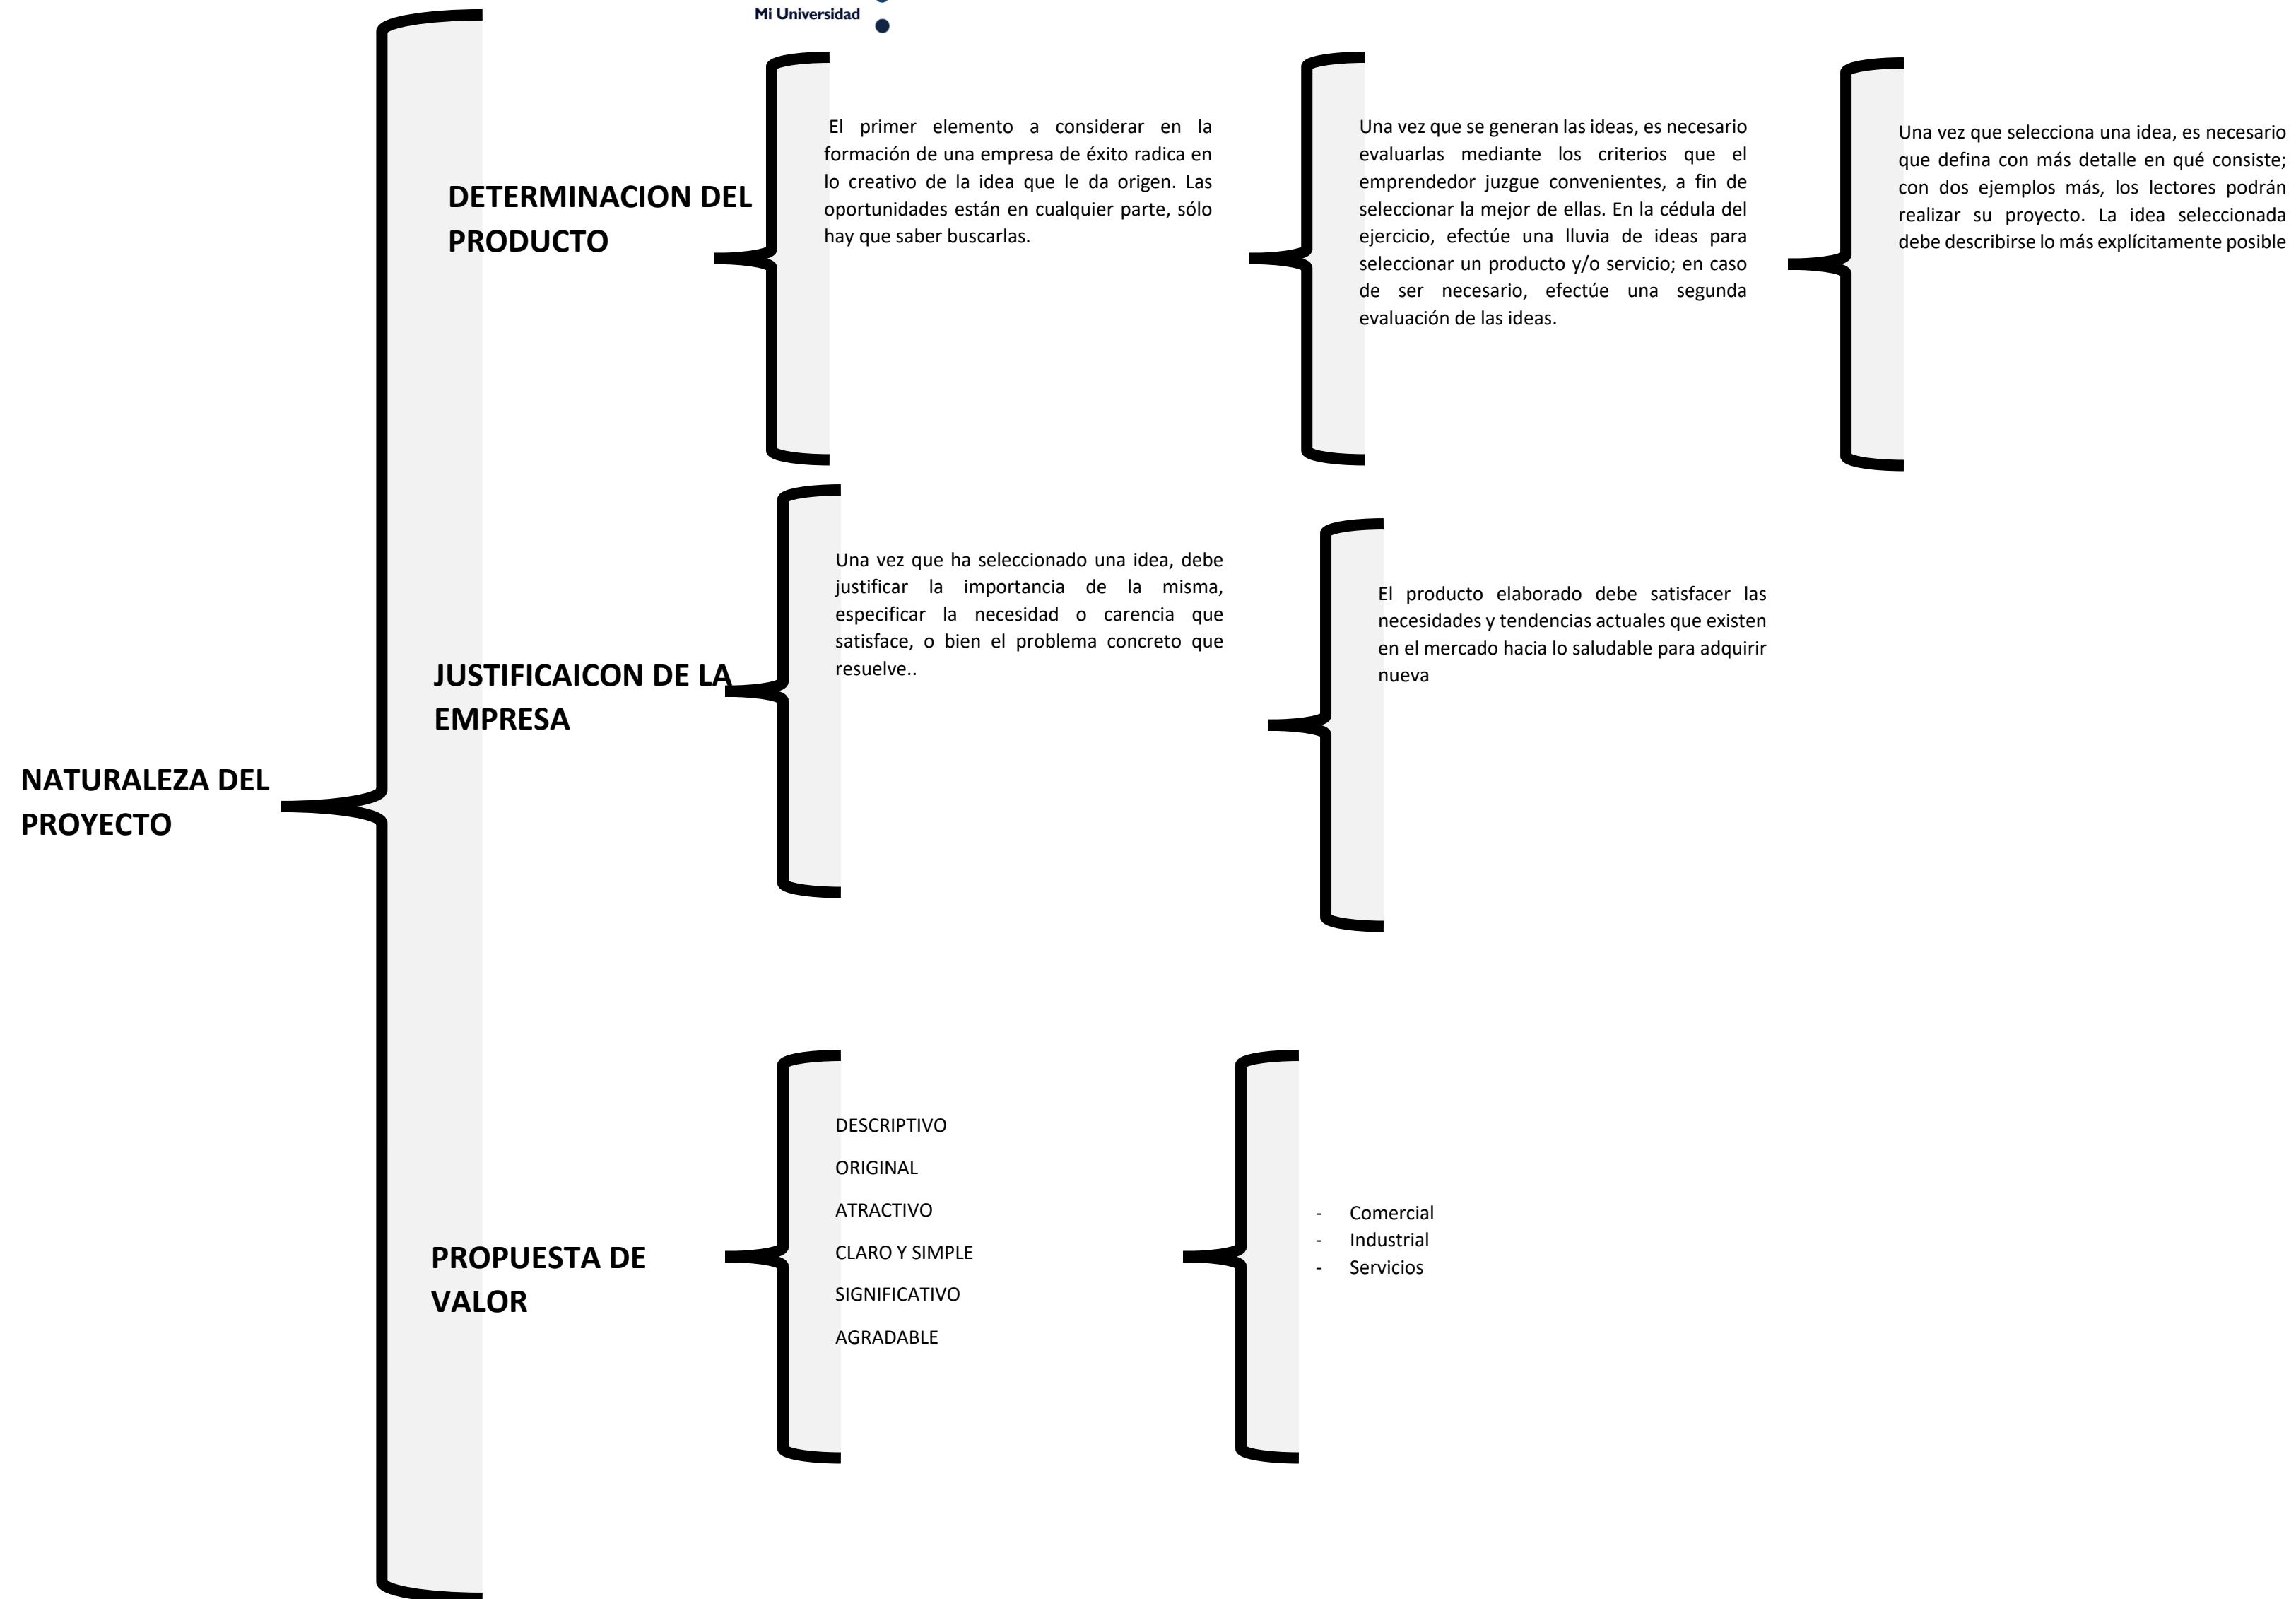 Mi Universidad
DETERMINACION DEL
PRODUCTO
El primer elemento a considerar en la
formación de una empresa de éxito radica en
lo creativo de la idea que le da origen. Las
oportunidades están en cualquier parte, sólo
hay que saber buscarlas.
Una vez que se generan las ideas, es necesario
evaluarlas mediante los criterios que el
emprendedor juzgue convenientes, a fin de
seleccionar la mejor de ellas. En la cédula del
ejercicio, efectúe una lluvia de ideas para
seleccionar un producto y/o servicio; en caso
de ser necesario, efectúe una segunda
evaluación de las ideas.
Una vez que selecciona una idea, es necesario
que defina con más detalle en qué consiste;
con dos ejemplos más, los lectores podrán
realizar su proyecto. La idea seleccionada
debe describirse lo más explícitamente posible
JUSTIFICAICON DE LA
EMPRESA
Una vez que ha seleccionado una idea, debe
justificar la importancia de la misma,
especificar la necesidad o carencia que
satisface, o bien el problema concreto que
resuelve..
El producto elaborado debe satisfacer las
necesidades y tendencias actuales que existen
en el mercado hacia lo saludable para adquirir
nueva
NATURALEZA DEL
PROYECTO
PROPUESTA DE
VALOR
DESCRIPTIVO
ORIGINAL
ATRACTIVO
CLARO Y SIMPLE
SIGNIFICATIVO
AGRADABLE
- Comercial
- Industrial
- Servicios